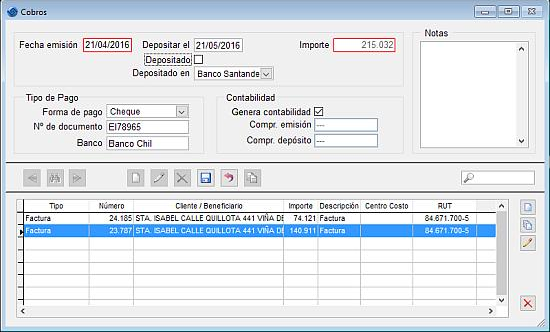 Cobros
Fecha emisión 21/04/2016 Depositar el 21/05/2016 Importe 215.032
Depositado
Depositado en Banco Santande
Notas
Tipo de Pago
Forma de pago Cheque
Nº de documento EI78965
Banco Banco Chil
Contabilidad
Genera contabilidad
Compr. emisión ---
Compr. depósito ---
Tipo Número Cliente / Beneficiario Importe Descripción Centro Costo RUT
Factura 24.185 STA. ISABEL CALLE QUILLOTA 441 VIÑA DE 74.121 Factura 84.671.700-5
Factura 23.787 STA. ISABEL CALLE QUILLOTA 441 VIÑA DE 140.911 Factura 84.671.700-5